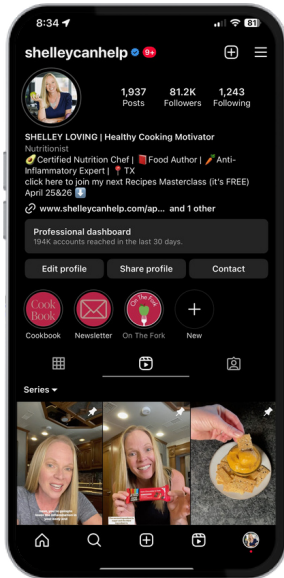 8:34
81
shelleycanhelp
9+
1,937 81.2K 1,243
Posts Followers Following
SHELLEY LOVING | Healthy Cooking Motivator
Nutritionist
🥑Certified Nutrition Chef | 📕Food Author | 🥕Anti-
Inflammatory Expert | 📍TX
click here to join my next Recipes Masterclass (it's FREE)
April 25&26 ⬇️
www.shelleycanhelp.com/ap... and 1 other
Professional dashboard
194K accounts reached in the last 30 days.
Edit profile Share profile Contact
Cook
Book
On The Fork
Cookbook Newsletter On The Fork New
Series